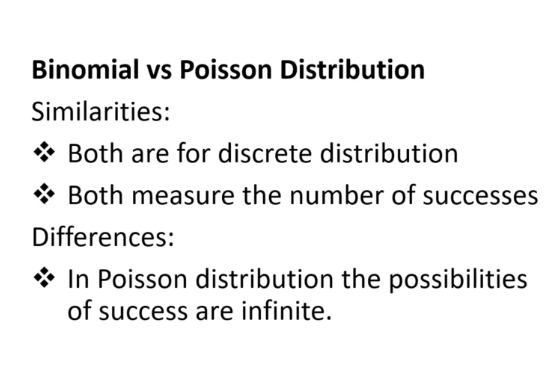 Binomial vs Poisson Distribution
Similarities:
❖ Both are for discrete distribution
❖ Both measure the number of successes
Differences:
❖ In Poisson distribution the possibilities
of success are infinite.